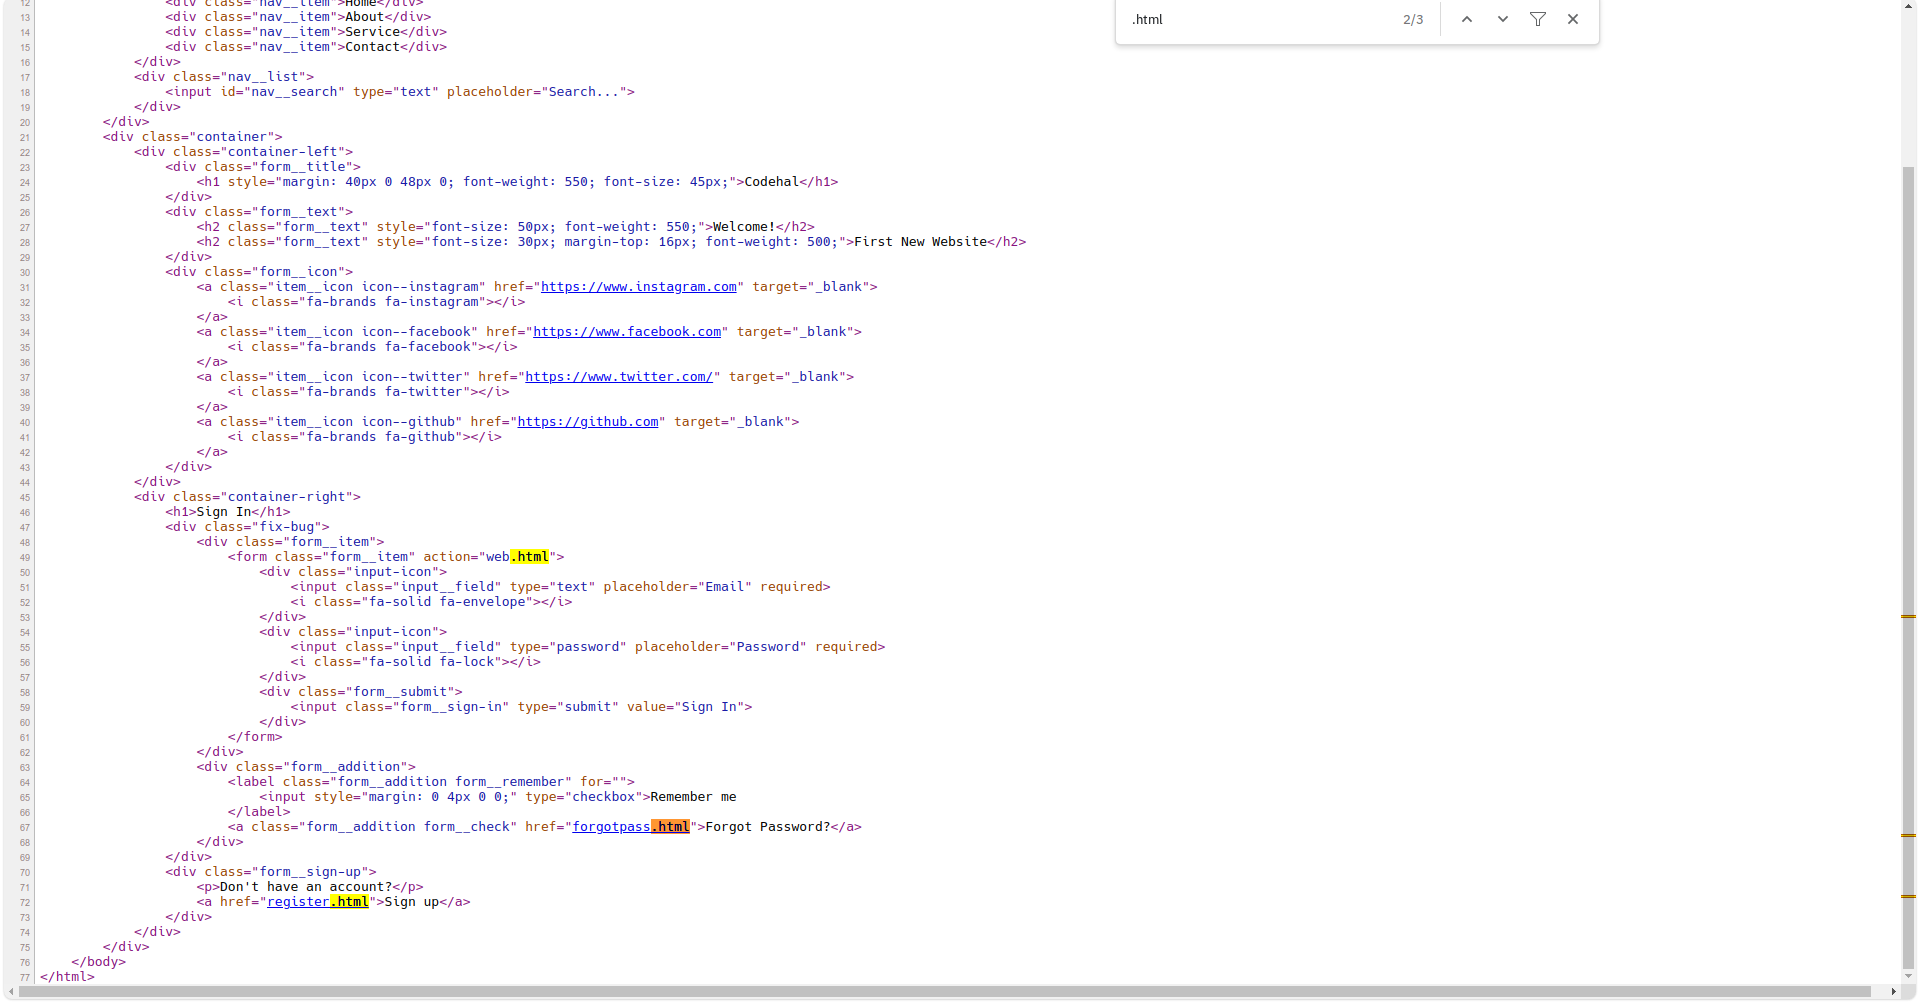 .html 2/3
12 <div class="nav__item">Home</div>
13 <div class="nav__item">About</div>
14 <div class="nav__item">Service</div>
15 <div class="nav__item">Contact</div>
16 </div>
17 <div class="nav__list">
18 <input id="nav__search" type="text" placeholder="Search...">
19 </div>
20 </div>
21 <div class="container">
22 <div class="container-left">
23 <div class="form__title">
24 <h1 style="margin: 40px 0 48px 0; font-weight: 550; font-size: 45px;">Codehal</h1>
25 </div>
26 <div class="form__text">
27 <h2 class="form__text" style="font-size: 50px; font-weight: 550;">Welcome!</h2>
28 <h2 class="form__text" style="font-size: 30px; margin-top: 16px; font-weight: 500;">First New Website</h2>
29 </div>
30 <div class="form__icon">
31 <a class="item__icon icon--instagram" href="https://www.instagram.com" target="_blank">
32 <i class="fa-brands fa-instagram"></i>
33 </a>
34 <a class="item__icon icon--facebook" href="https://www.facebook.com" target="_blank">
35 <i class="fa-brands fa-facebook"></i>
36 </a>
37 <a class="item__icon icon--twitter" href="https://www.twitter.com/" target="_blank">
38 <i class="fa-brands fa-twitter"></i>
39 </a>
40 <a class="item__icon icon--github" href="https://github.com" target="_blank">
41 <i class="fa-brands fa-github"></i>
42 </a>
43 </div>
44 </div>
45 <div class="container-right">
46 <h1>Sign In</h1>
47 <div class="fix-bug">
48 <div class="form__item">
49 <form class="form__item" action="web.html">
50 <div class="input-icon">
51 <input class="input__field" type="text" placeholder="Email" required>
52 <i class="fa-solid fa-envelope"></i>
53 </div>
54 <div class="input-icon">
55 <input class="input__field" type="password" placeholder="Password" required>
56 <i class="fa-solid fa-lock"></i>
57 </div>
58 <div class="form__submit">
59 <input class="form__sign-in" type="submit" value="Sign In">
60 </div>
61 </form>
62 </div>
63 <div class="form__addition">
64 <label class="form__addition form__remember" for="">
65 <input style="margin: 0 4px 0 0;" type="checkbox">Remember me
66 </label>
67 <a class="form__addition form__check" href="forgotpass.html">Forgot Password?</a>
68 </div>
69 </div>
70 <div class="form__sign-up">
71 <p>Don't have an account?</p>
72 <a href="register.html">Sign up</a>
73 </div>
74 </div>
75 </div>
76 </body>
77 </html>